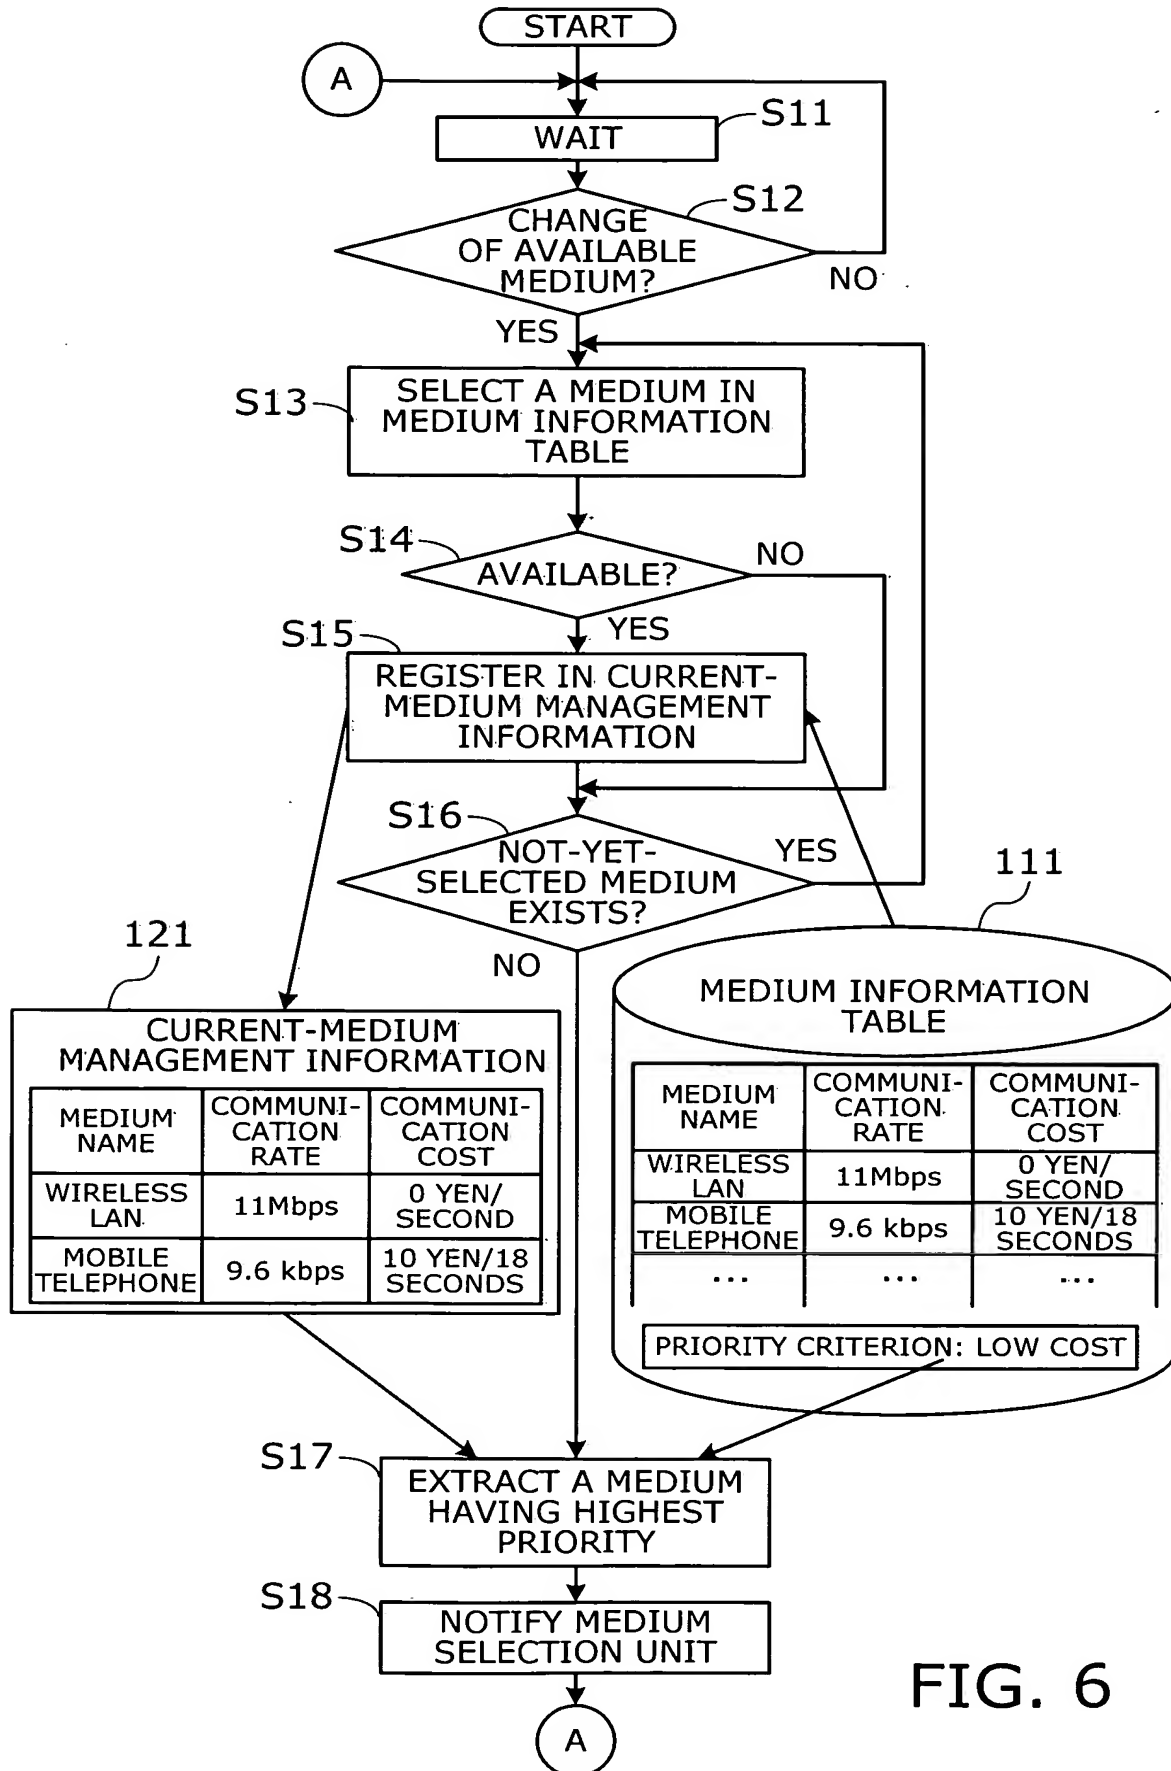 START
A
S11
WAIT
S12
CHANGE
OF AVAILABLE
MEDIUM?
NO
YES
S13
SELECT A MEDIUM IN
MEDIUM INFORMATION
TABLE
S14
NO
AVAILABLE?
YES
S15
REGISTER IN CURRENT-
MEDIUM MANAGEMENT
INFORMATION
S16
NOT-YET-
SELECTED MEDIUM
EXISTS?
YES
NO
111
121
MEDIUM INFORMATION
TABLE
MEDIUM
NAME
COMMUNI-
CATION
RATE
COMMUNI-
CATION
COST
WIRELESS
LAN
11Mbps
0 YEN/
SECOND
MOBILE
TELEPHONE
9.6 kbps
10 YEN/18
SECONDS
... ... ...
PRIORITY CRITERION: LOW COST
CURRENT-MEDIUM
MANAGEMENT INFORMATION
MEDIUM
NAME
COMMUNI-
CATION
RATE
COMMUNI-
CATION
COST
WIRELESS
LAN
11Mbps
0 YEN/
SECOND
MOBILE
TELEPHONE
9.6 kbps
10 YEN/18
SECONDS
S17
EXTRACT A MEDIUM
HAVING HIGHEST
PRIORITY
S18
NOTIFY MEDIUM
SELECTION UNIT
A
FIG. 6